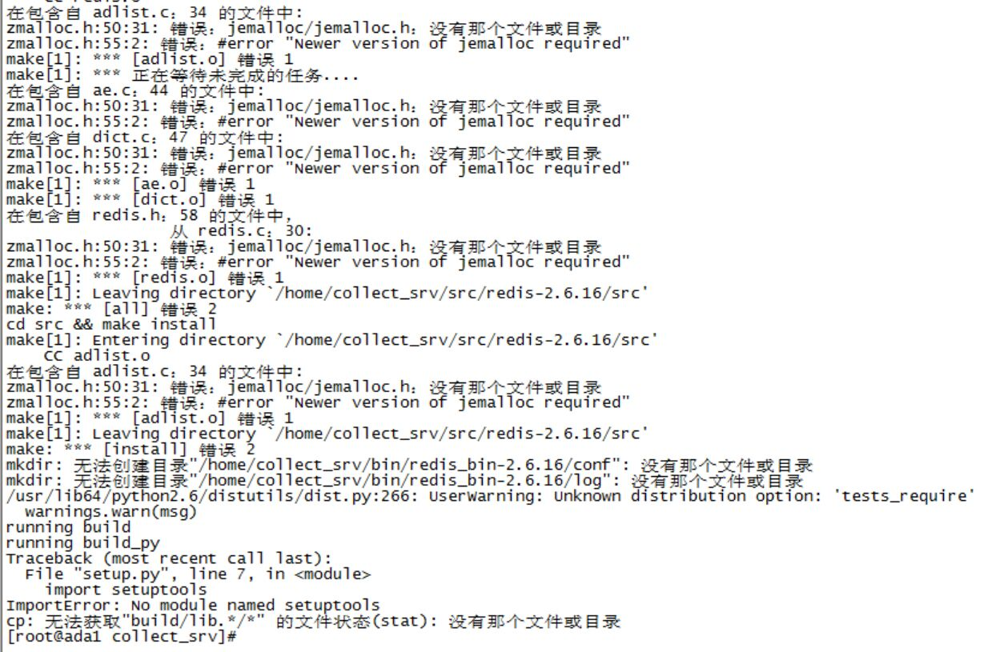 在包含自 adlist.c：34 的文件中:
zmalloc.h:50:31: 错误：jemalloc/jemalloc.h：没有那个文件或目录
zmalloc.h:55:2: 错误：#error "Newer version of jemalloc required"
make[1]: *** [adlist.o] 错误 1
make[1]: *** 正在等待未完成的任务....
在包含自 ae.c：44 的文件中:
zmalloc.h:50:31: 错误：jemalloc/jemalloc.h：没有那个文件或目录
zmalloc.h:55:2: 错误：#error "Newer version of jemalloc required"
在包含自 dict.c：47 的文件中:
zmalloc.h:50:31: 错误：jemalloc/jemalloc.h：没有那个文件或目录
zmalloc.h:55:2: 错误：#error "Newer version of jemalloc required"
make[1]: *** [ae.o] 错误 1
make[1]: *** [dict.o] 错误 1
在包含自 redis.h：58 的文件中，
从 redis.c：30:
zmalloc.h:50:31: 错误：jemalloc/jemalloc.h：没有那个文件或目录
zmalloc.h:55:2: 错误：#error "Newer version of jemalloc required"
make[1]: *** [redis.o] 错误 1
make[1]: Leaving directory `/home/collect_srv/src/redis-2.6.16/src'
make: *** [all] 错误 2
cd src && make install
make[1]: Entering directory `/home/collect_srv/src/redis-2.6.16/src'
CC adlist.o
在包含自 adlist.c：34 的文件中:
zmalloc.h:50:31: 错误：jemalloc/jemalloc.h：没有那个文件或目录
zmalloc.h:55:2: 错误：#error "Newer version of jemalloc required"
make[1]: *** [adlist.o] 错误 1
make[1]: Leaving directory `/home/collect_srv/src/redis-2.6.16/src'
make: *** [install] 错误 2
mkdir: 无法创建目录"/home/collect_srv/bin/redis_bin-2.6.16/conf": 没有那个文件或目录
mkdir: 无法创建目录"/home/collect_srv/bin/redis_bin-2.6.16/log": 没有那个文件或目录
/usr/lib64/python2.6/distutils/dist.py:266: UserWarning: Unknown distribution option: 'tests_require'
warnings.warn(msg)
running build
running build_py
Traceback (most recent call last):
File "setup.py", line 7, in <module>
import setuptools
ImportError: No module named setuptools
cp: 无法获取"build/lib.*/*" 的文件状态(stat): 没有那个文件或目录
[root@ada1 collect_srv]#